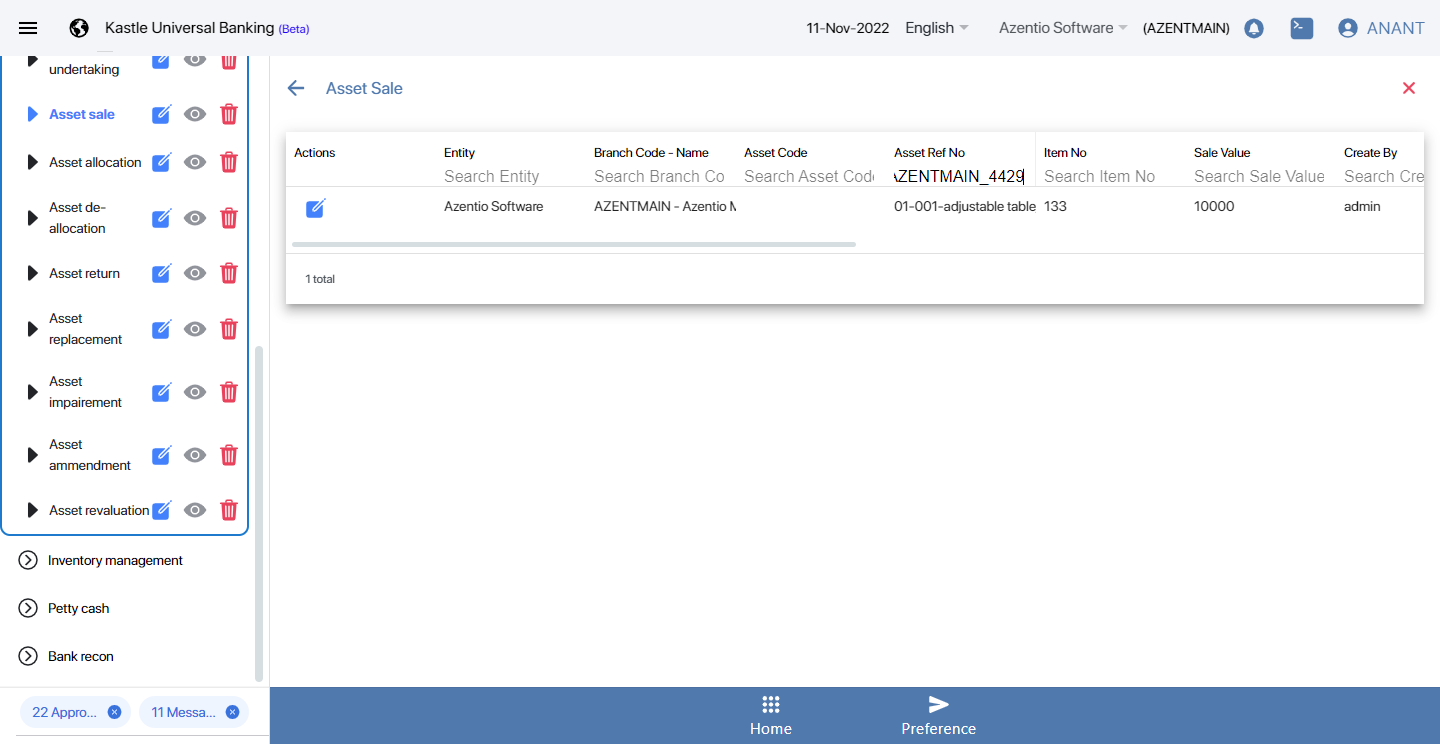 Kastle Universal Banking (Beta)
11-Nov-2022
English
Azentio Software
(AZENTMAIN)
ANANT
undertaking
Asset sale
Asset allocation
Asset de-
allocation
Asset return
Asset
replacement
Asset
impairement
Asset
ammendment
Asset revaluation
Inventory management
Petty cash
Bank recon
22 Appro...
11 Messa...
Asset Sale
Actions
Entity
Branch Code - Name
Asset Code
Asset Ref No
Item No
Sale Value
Create By
Search Entity
Search Branch Co
Search Asset Code
AZENTMAIN_4429
Search Item No
Search Sale Value
Search Cre
Azentio Software
AZENTMAIN - Azentio M
01-001-adjustable table
133
10000
admin
1 total
Home
Preference